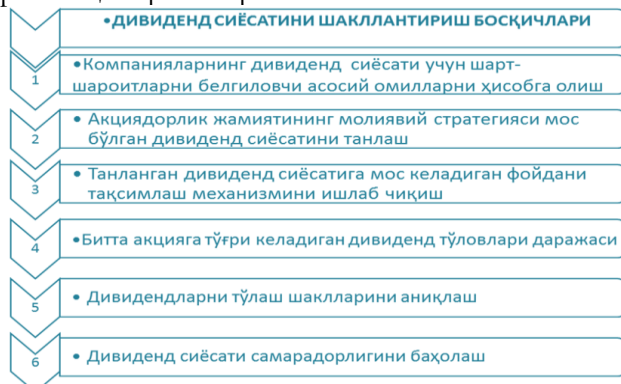 •ДИВИДЕНД СИЁСАТИНИ ШАКЛЛАНТИРИШ БОСҚИЧЛАРИ
1
•Компанияларнинг дивиденд сиёсати учун шарт-
шароитларни белгиловчи асосий омилларни ҳисобга олиш
2
• Акциядорлик жамиятининг молиявий стратегияси мос
бўлган дивиденд сиёсатини танлаш
3
• Танланган дивиденд сиёсатига мос келадиган фойдани
тақсимлаш механизмини ишлаб чиқиш
4
•Битта акцияга тўғри келадиган дивиденд тўловлари даражаси
5
• Дивидендларни тўлаш шаклларини аниқлаш
6
• Дивиденд сиёсати самарадорлигини баҳолаш